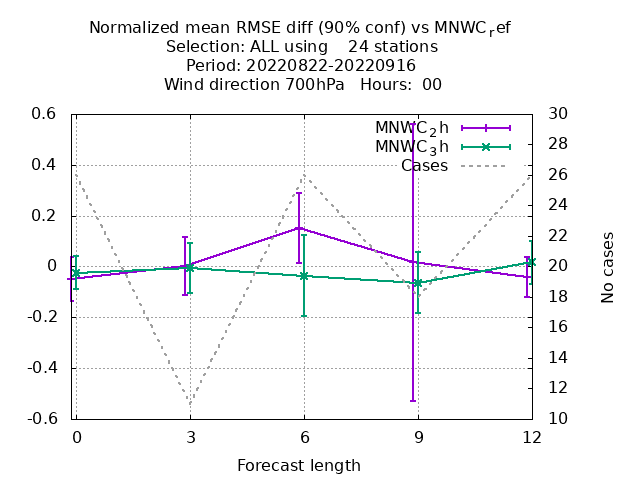 Normalized mean RMSE diff (90% conf) vs MNWC_ref
Selection: ALL using    24 stations
Period: 20220822-20220916
Wind direction 700hPa   Hours:  00
MNWC_2h
MNWC_3h
Cases
0.6
0.4
0.2
0
-0.2
-0.4
-0.6
30
28
26
24
22
20
18
16
14
12
10
No cases
0 3 6 9 12
Forecast length